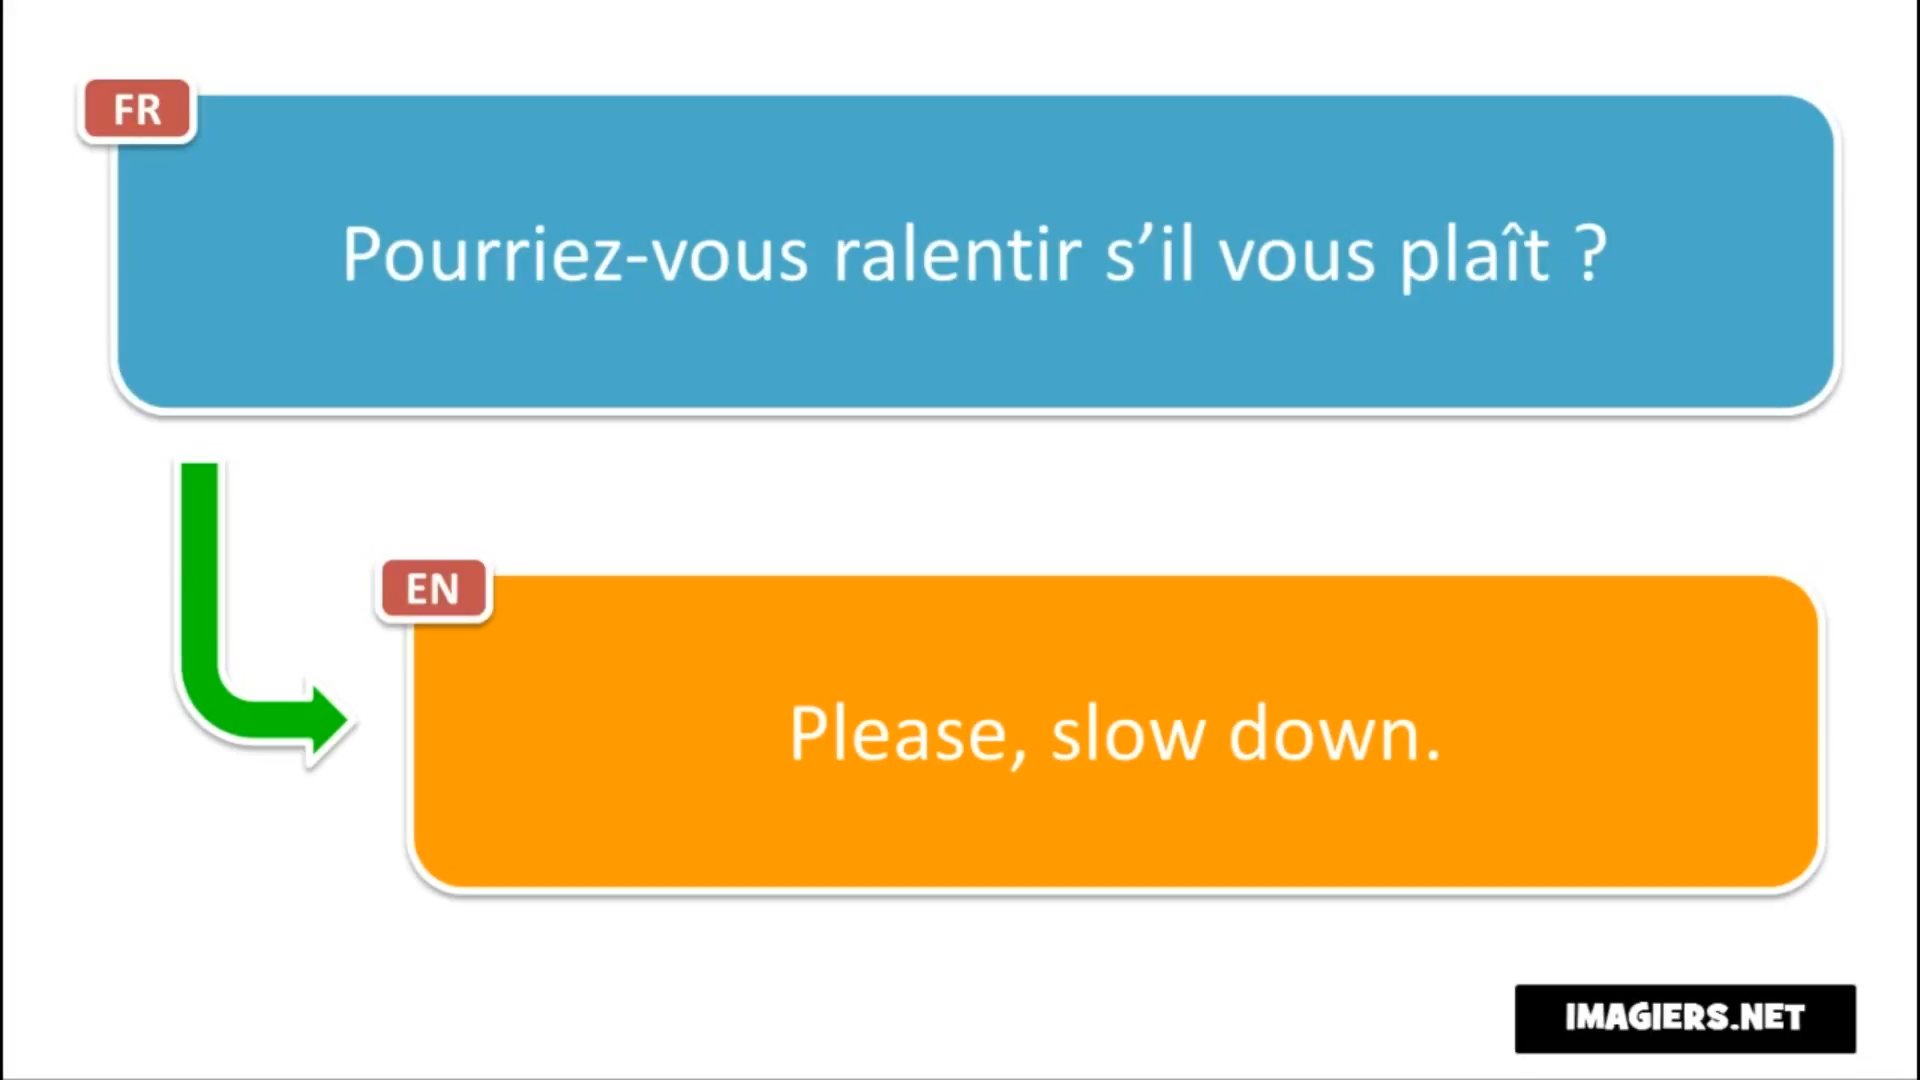 FR
Pourriez-vous ralentir s’il vous plaît ?
EN
Please, slow down.
IMAGIERS.NET